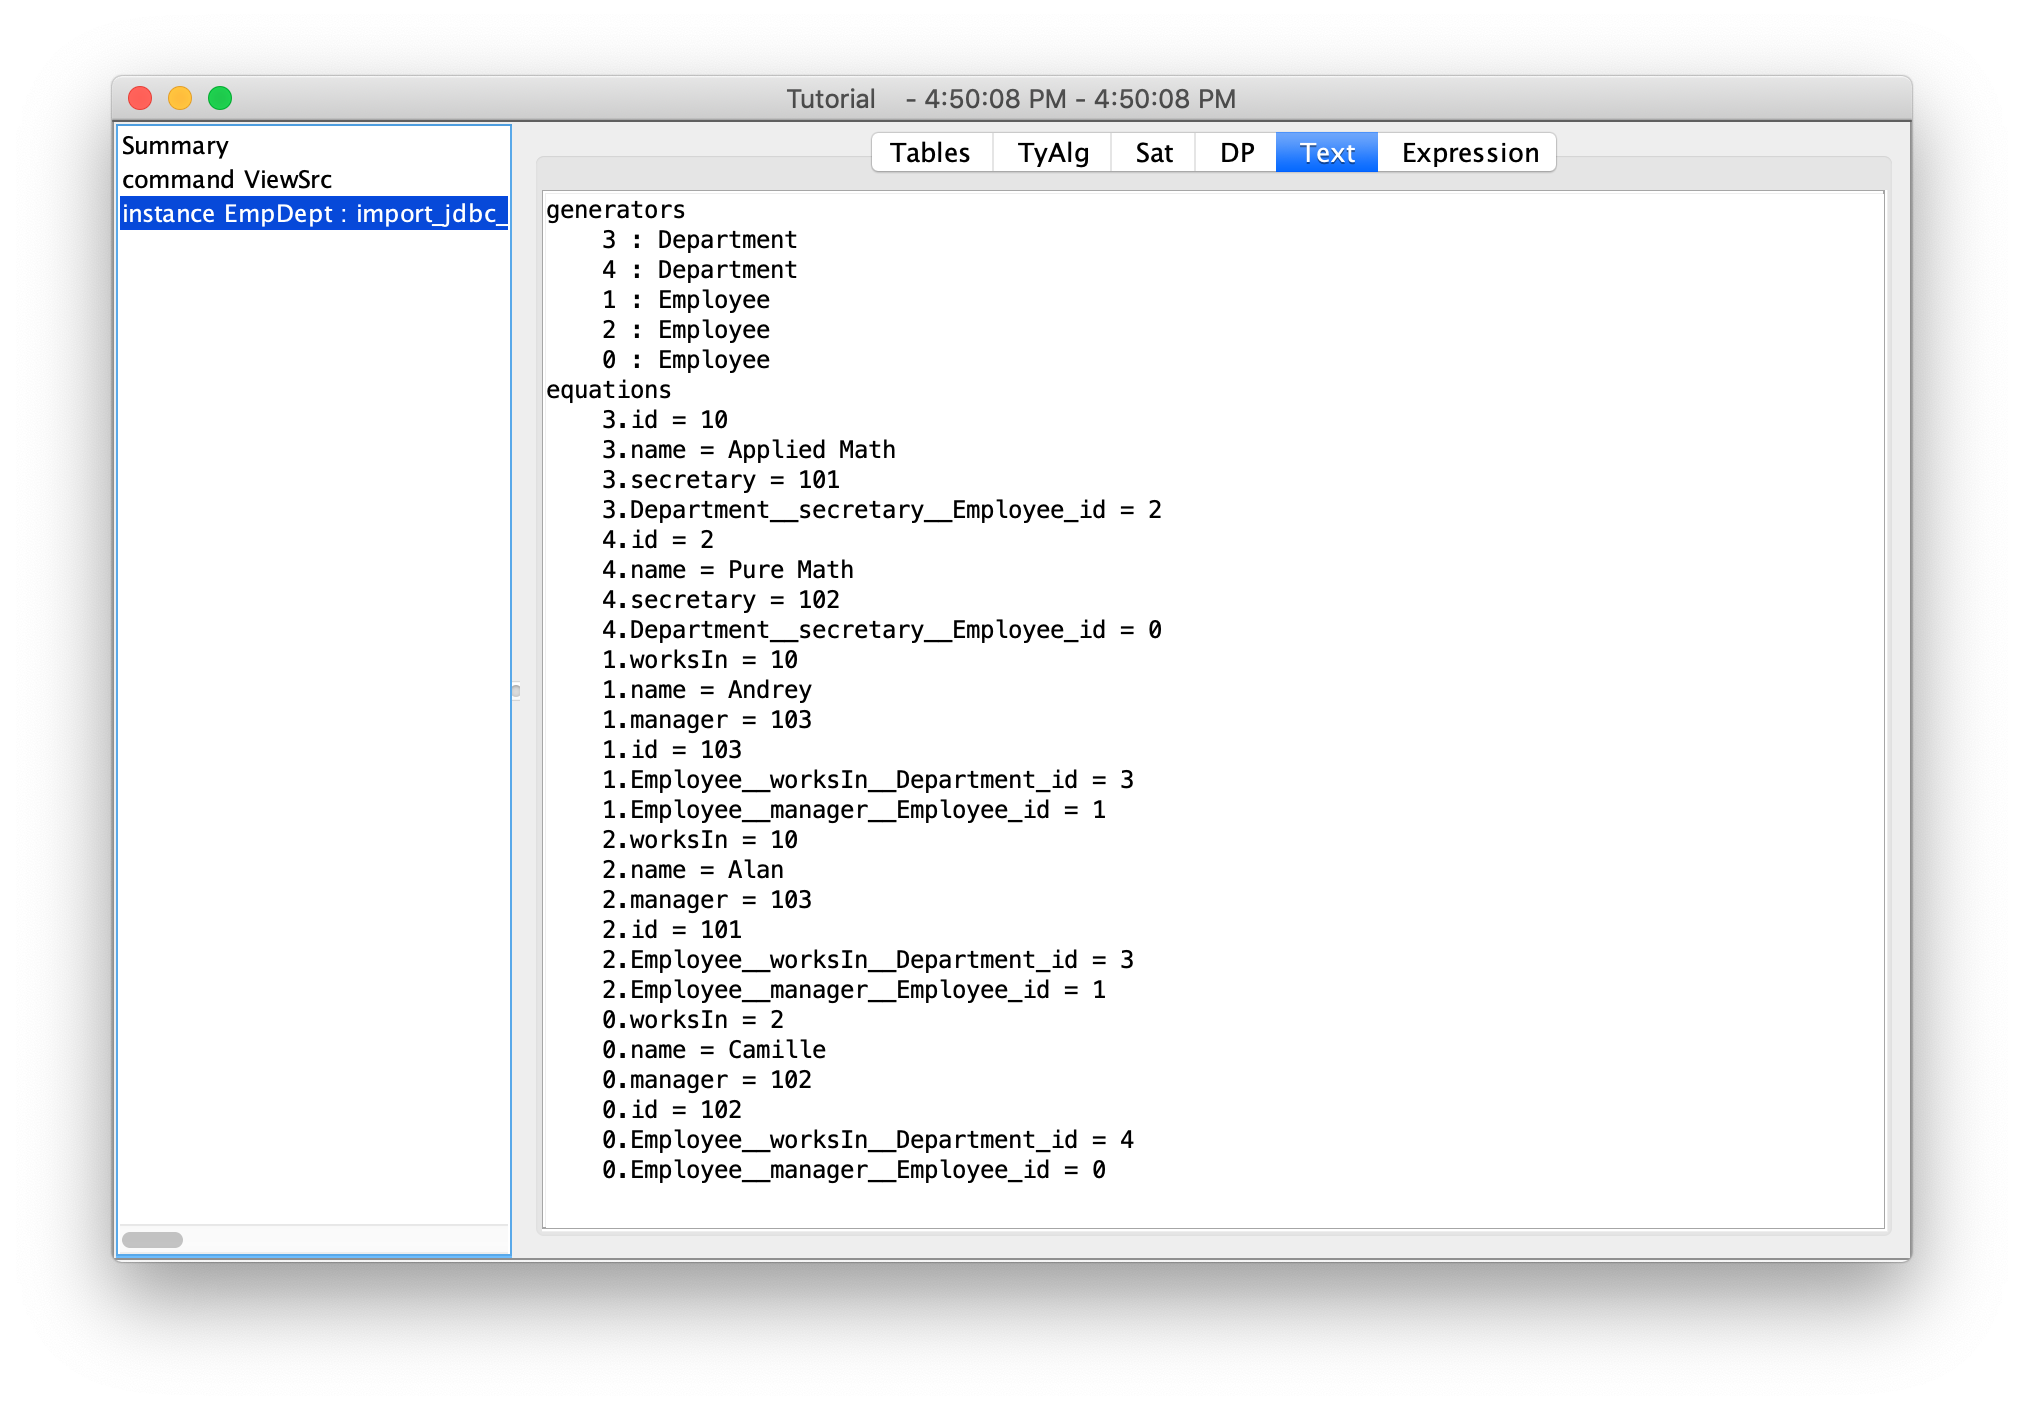 Tutorial - 4:50:08 PM - 4:50:08 PM
Summary
command ViewSrc
instance EmpDept : import_jdbc_
Tables TyAlg Sat DP Text Expression
generators
3 : Department
4 : Department
1 : Employee
2 : Employee
0 : Employee
equations
3.id = 10
3.name = Applied Math
3.secretary = 101
3.Department__secretary__Employee_id = 2
4.id = 2
4.name = Pure Math
4.secretary = 102
4.Department__secretary__Employee_id = 0
1.worksIn = 10
1.name = Andrey
1.manager = 103
1.id = 103
1.Employee__worksIn__Department_id = 3
1.Employee__manager__Employee_id = 1
2.worksIn = 10
2.name = Alan
2.manager = 103
2.id = 101
2.Employee__worksIn__Department_id = 3
2.Employee__manager__Employee_id = 1
0.worksIn = 2
0.name = Camille
0.manager = 102
0.id = 102
0.Employee__worksIn__Department_id = 4
0.Employee__manager__Employee_id = 0